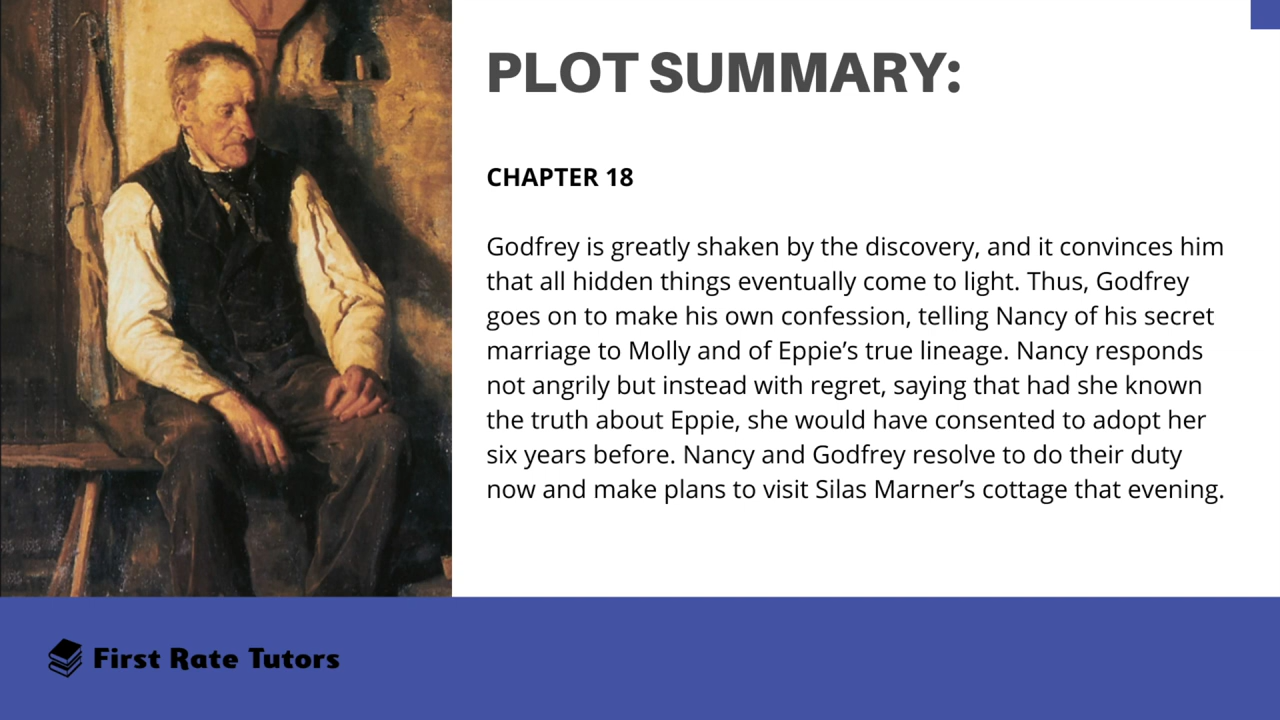 PLOT SUMMARY:
CHAPTER 18
Godfrey is greatly shaken by the discovery, and it convinces him
that all hidden things eventually come to light. Thus, Godfrey
goes on to make his own confession, telling Nancy of his secret
marriage to Molly and of Eppie’s true lineage. Nancy responds
not angrily but instead with regret, saying that had she known
the truth about Eppie, she would have consented to adopt her
six years before. Nancy and Godfrey resolve to do their duty
now and make plans to visit Silas Marner’s cottage that evening.
First Rate Tutors